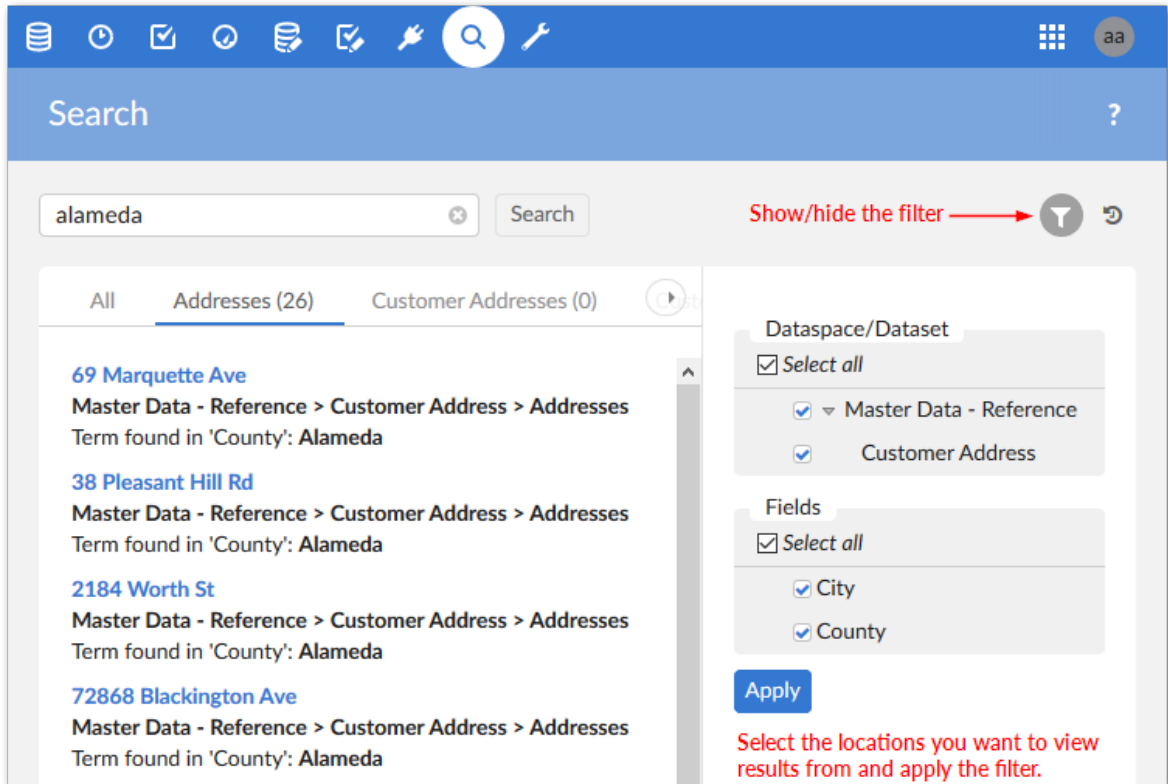 aa
Search
?
alameda
Search
Show/hide the filter
All Addresses (26) Customer Addresses (0)
69 Marquette Ave
Master Data - Reference > Customer Address > Addresses
Term found in 'County': Alameda
38 Pleasant Hill Rd
Master Data - Reference > Customer Address > Addresses
Term found in 'County': Alameda
2184 Worth St
Master Data - Reference > Customer Address > Addresses
Term found in 'County': Alameda
72868 Blackington Ave
Master Data - Reference > Customer Address > Addresses
Term found in 'County': Alameda
Dataspace/Dataset
Select all
Master Data - Reference
Customer Address
Fields
Select all
City
County
Apply
Select the locations you want to view
results from and apply the filter.